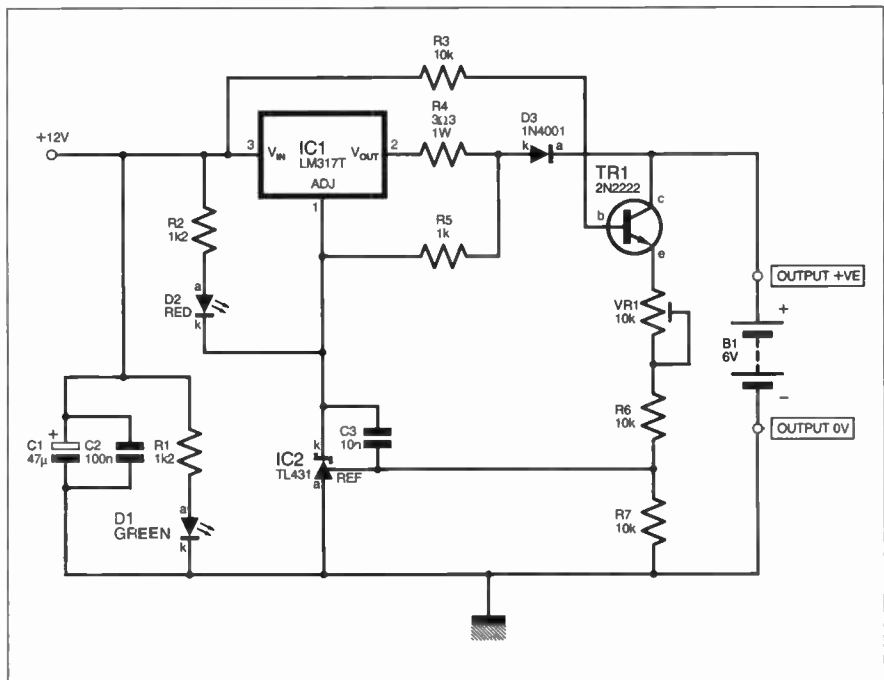 R3
10k
+12V
3
V_IN
IC1
LM317T
V_OUT
2
ADJ
1
R4
3Ω3
1W
D3
1N4001
k
a
TR1
2N2222
b
c
e
R2
1k2
R5
1k
a
D2
RED
k
VR1
10k
OUTPUT +VE
+
B1
6V
−
OUTPUT 0V
+
C1
47µ
C2
100n
R1
1k2
a
D1
GREEN
k
C3
10n
k
IC2
TL431
a
REF
R6
10k
R7
10k